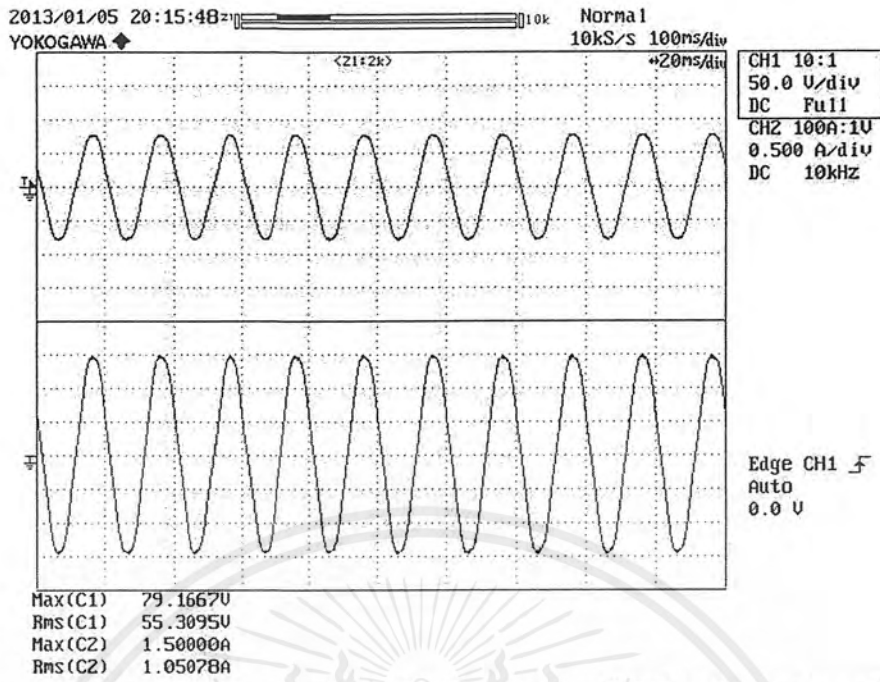 2013/01/05 20:15:48 Z1 10k Normal
YOKOGAWA 10kS/s 100ms/div
<Z1:2k> 20ms/div
CH1 10:1
50.0 V/div
DC Full
CH2 100A:1V
0.500 A/div
DC 10kHz
Edge CH1
Auto
0.0 V
Max(C1) 79.1667V
Rms(C1) 55.3095V
Max(C2) 1.50000A
Rms(C2) 1.05078A